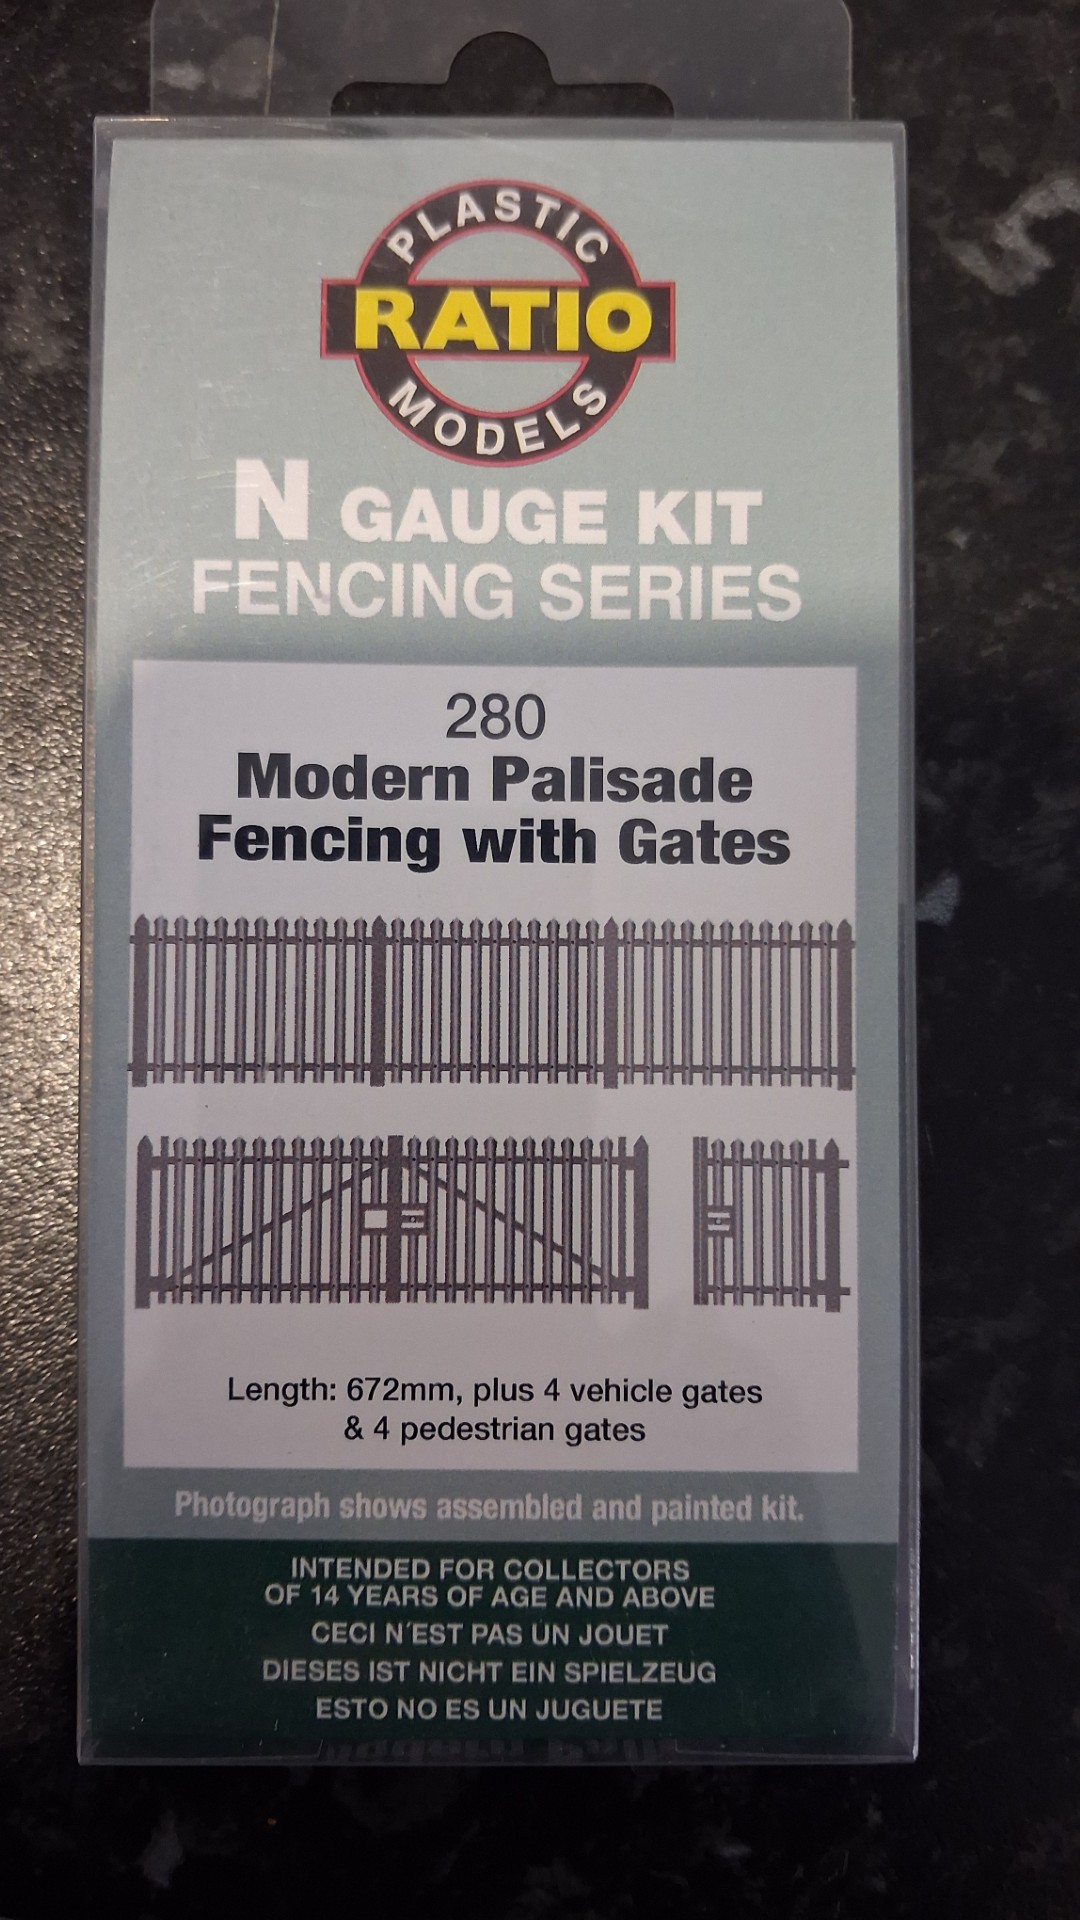 PLASTIC
RATIO
MODELS
N GAUGE KIT
FENCING SERIES
280
Modern Palisade
Fencing with Gates
Length: 672mm, plus 4 vehicle gates
& 4 pedestrian gates
Photograph shows assembled and painted kit.
INTENDED FOR COLLECTORS
OF 14 YEARS OF AGE AND ABOVE
CECI N'EST PAS UN JOUET
DIESES IST NICHT EIN SPIELZEUG
ESTO NO ES UN JUGUETE